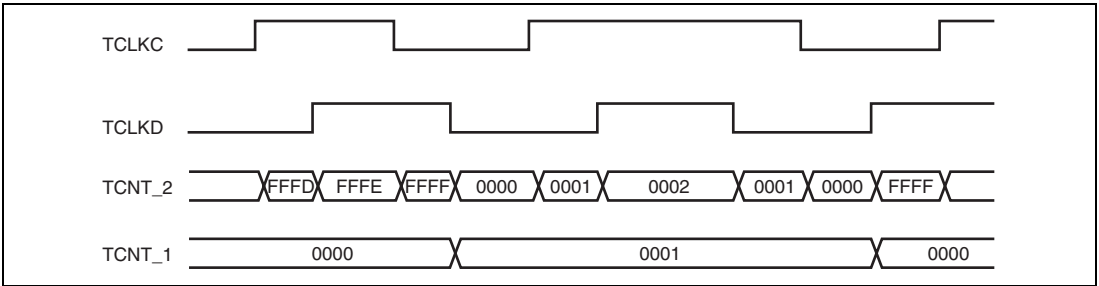 TCLKC
TCLKD
TCNT_2 FFFD FFFE FFFF 0000 0001 0002 0001 0000 FFFF
TCNT_1 0000 0001 0000